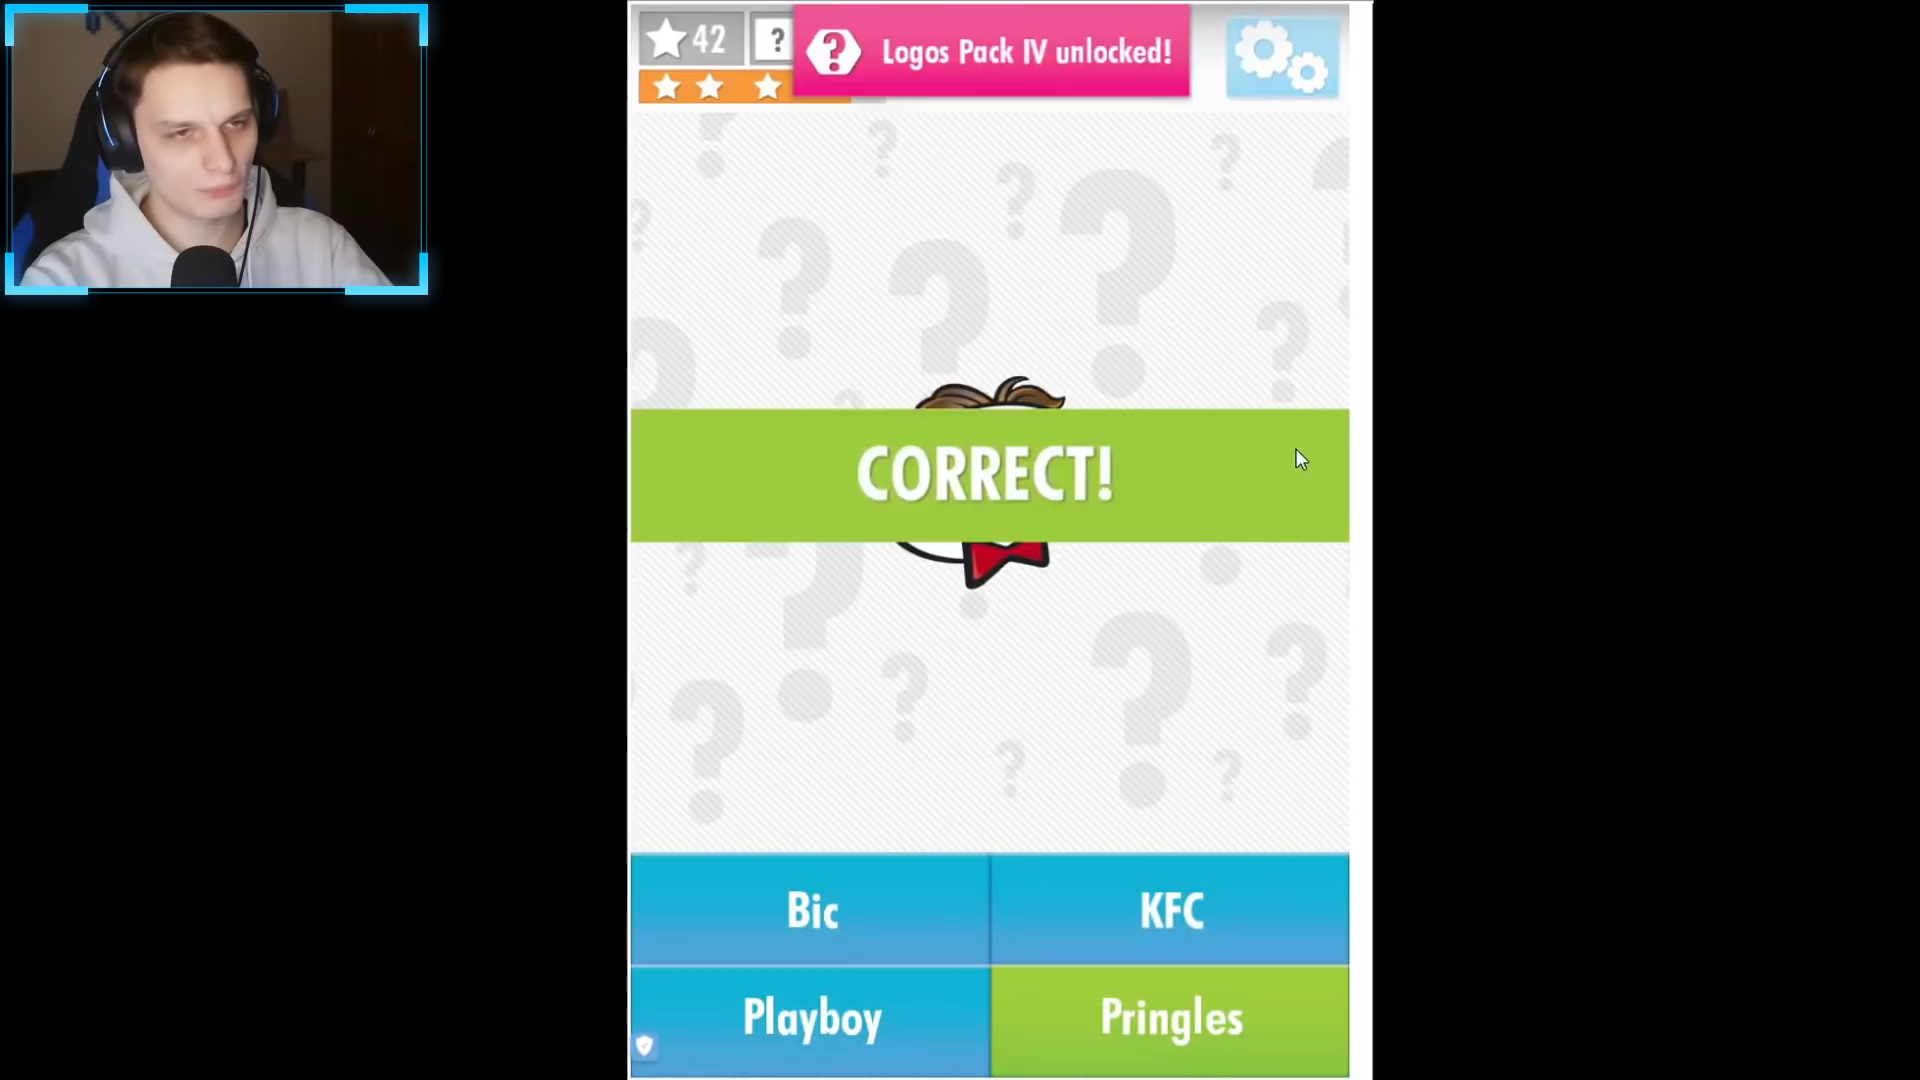 42
?
? Logos Pack IV unlocked!
CORRECT!
Bic
KFC
Playboy
Pringles